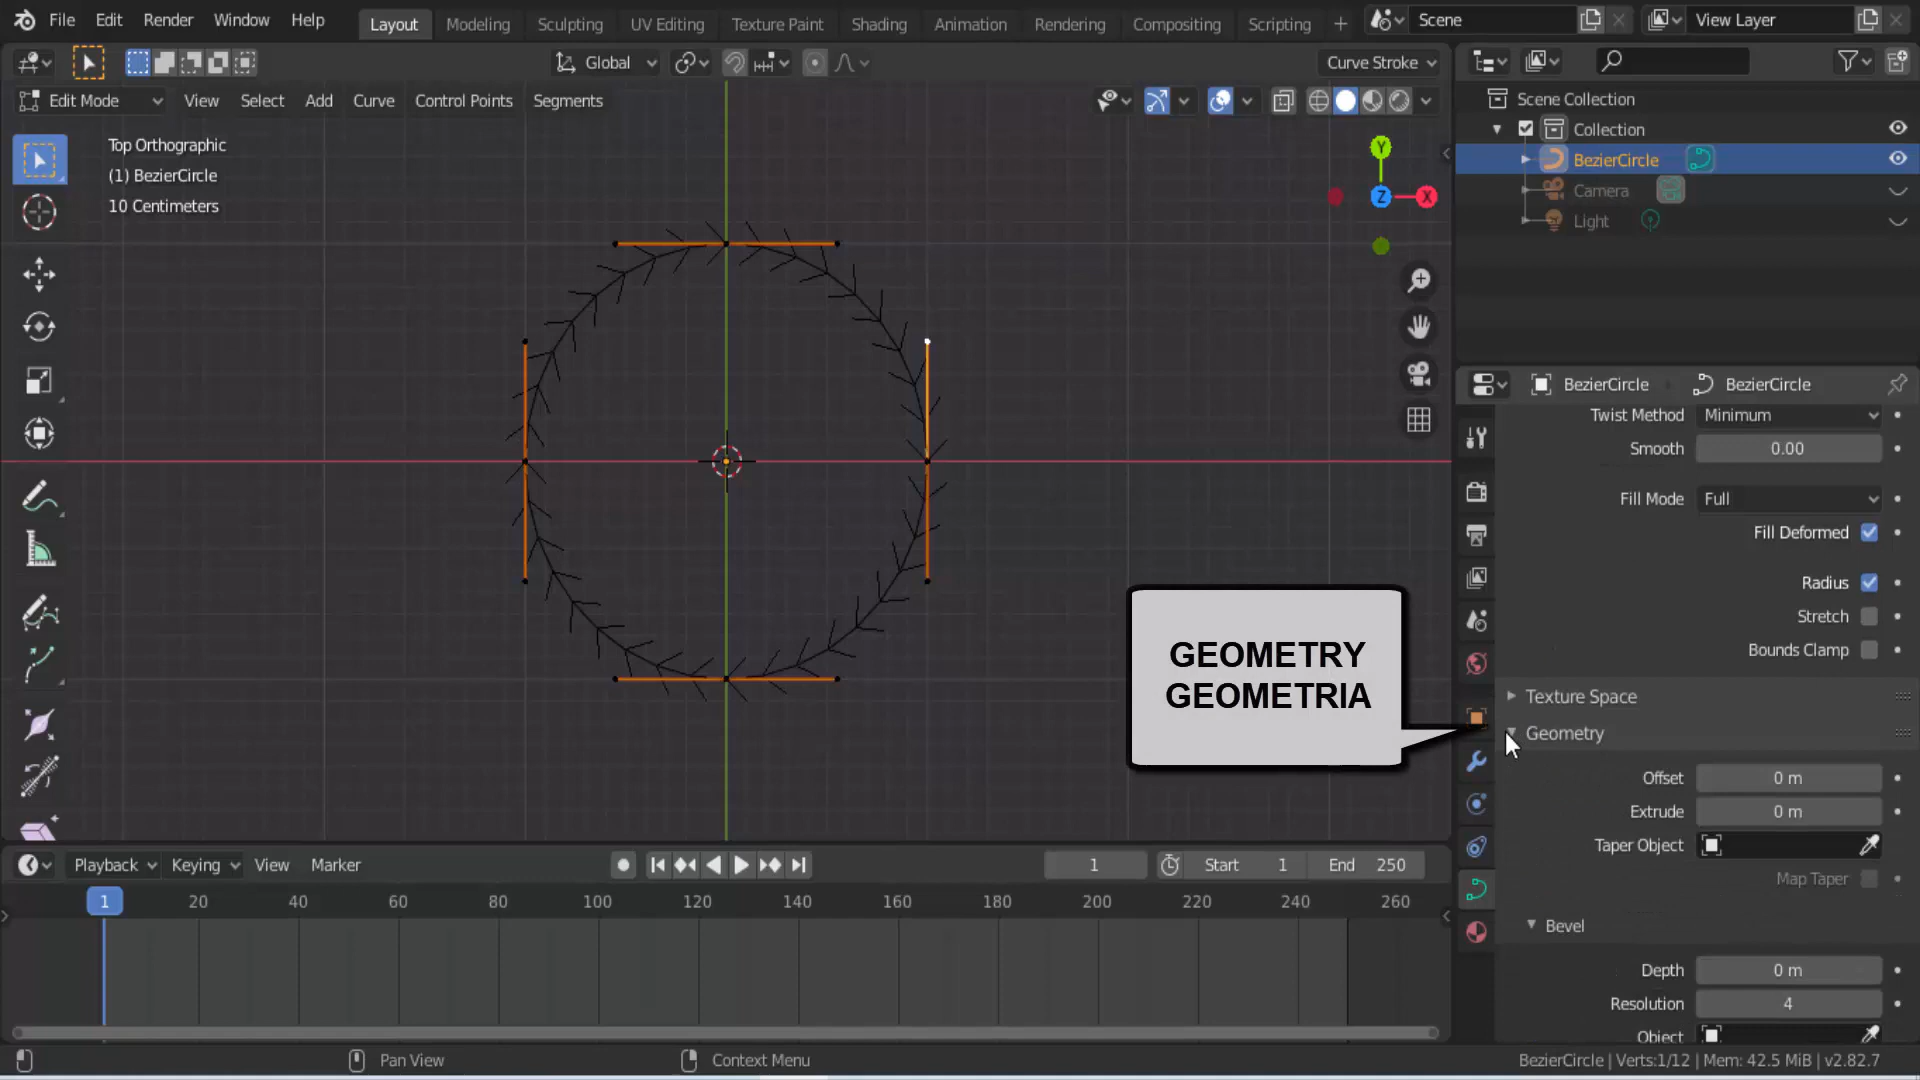 File Edit Render Window Help Layout Modeling Sculpting UV Editing Texture Paint Shading Animation Rendering Compositing Scripting + Scene View Layer
Global Curve Stroke
Edit Mode View Select Add Curve Control Points Segments
Top Orthographic
(1) BezierCircle
10 Centimeters
Y
Z X
Scene Collection
Collection
BezierCircle
Camera
Light
BezierCircle BezierCircle
Twist Method Minimum
Smooth 0.00
Fill Mode Full
Fill Deformed
Radius
Stretch
Bounds Clamp
Texture Space
Geometry
Offset 0 m
Extrude 0 m
Taper Object
Map Taper
Bevel
Depth 0 m
Resolution 4
Object
GEOMETRY
GEOMETRIA
Playback Keying View Marker 1 Start 1 End 250
1 20 40 60 80 100 120 140 160 180 200 220 240 260
Pan View Context Menu BezierCircle | Verts:1/12 | Mem: 42.5 MiB | v2.82.7